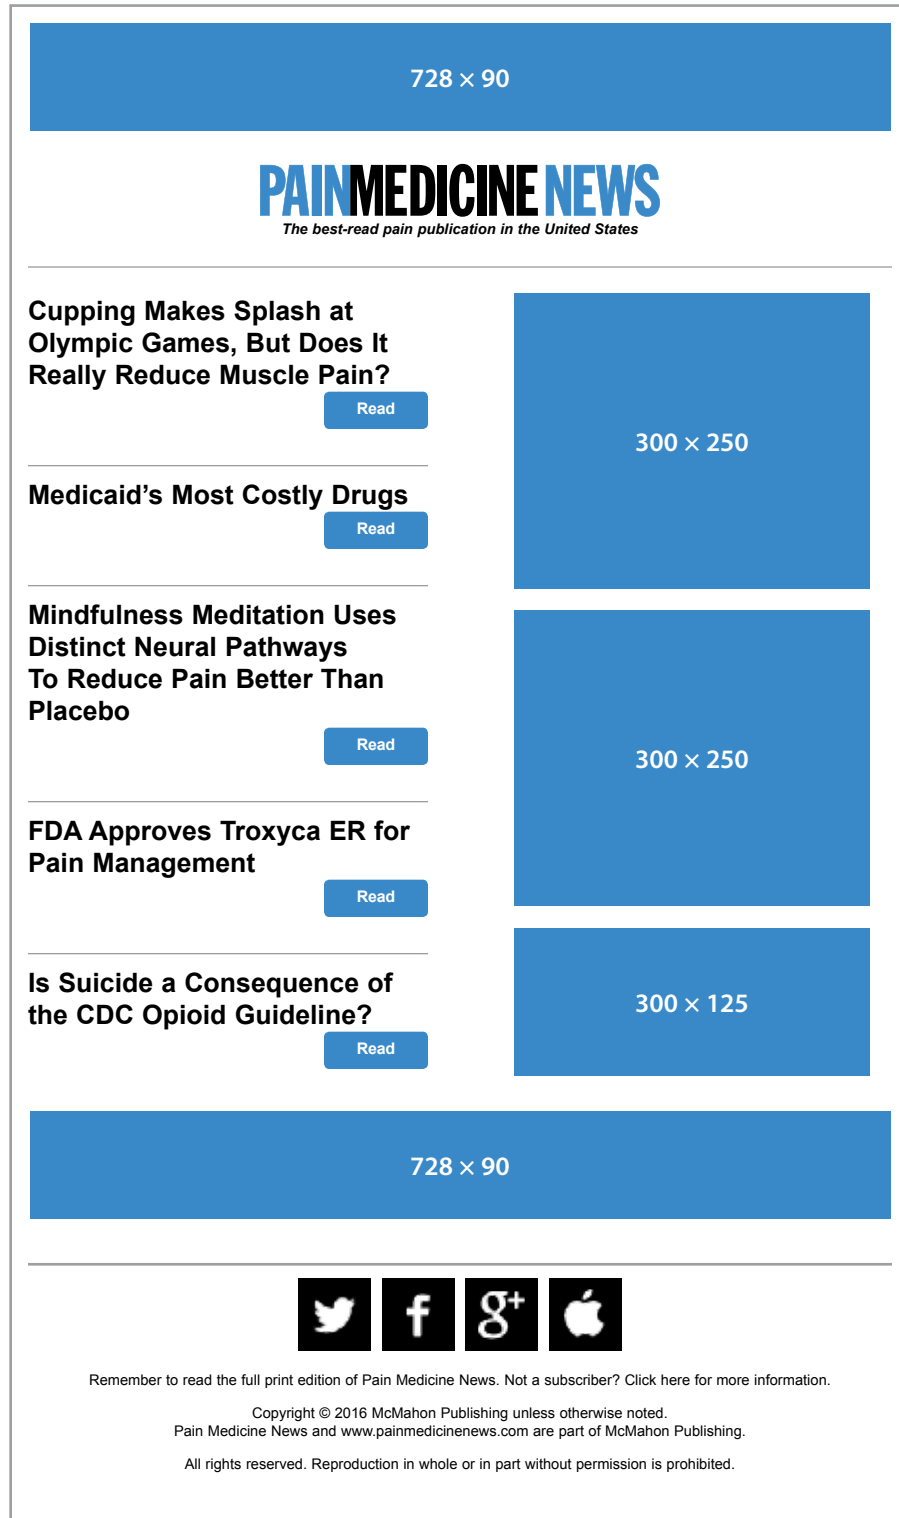 728 × 90
PAINMEDICINE NEWS
The best-read pain publication in the United States
Cupping Makes Splash at
Olympic Games, But Does It
Really Reduce Muscle Pain?
Read
Medicaid’s Most Costly Drugs
Read
Mindfulness Meditation Uses
Distinct Neural Pathways
To Reduce Pain Better Than
Placebo
Read
FDA Approves Troxyca ER for
Pain Management
Read
Is Suicide a Consequence of
the CDC Opioid Guideline?
Read
300 × 250
300 × 250
300 × 125
728 × 90
f g+
Remember to read the full print edition of Pain Medicine News. Not a subscriber? Click here for more information.
Copyright © 2016 McMahon Publishing unless otherwise noted.
Pain Medicine News and www.painmedicinenews.com are part of McMahon Publishing.
All rights reserved. Reproduction in whole or in part without permission is prohibited.